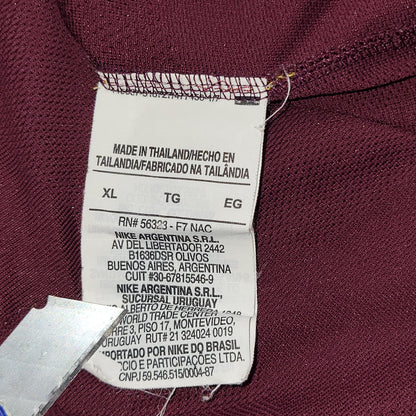 MADE IN THAILAND/HECHO EN
TAILANDIA/FABRICADO NA TAILÂNDIA
XL TG EG
RN# 56323 - F7 NAC
NIKE ARGENTINA S.R.L.
AV DEL LIBERTADOR 2442
B1636DSR OLIVOS
BUENOS AIRES, ARGENTINA
CUIT #30-67815546-9
NIKE ARGENTINA S.R.L.,
SUCURSAL URUGUAY
ALBERTO DE HERRERA
WORLD TRADE CENTER
PISO 17, MONTEVIDEO,
URUGUAY, RUT# 21 324024 0019
IMPORTADO POR NIKE DO BRASIL
E PARTICIPAÇÕES LTDA.
CNPJ 59.546.515/0004-87